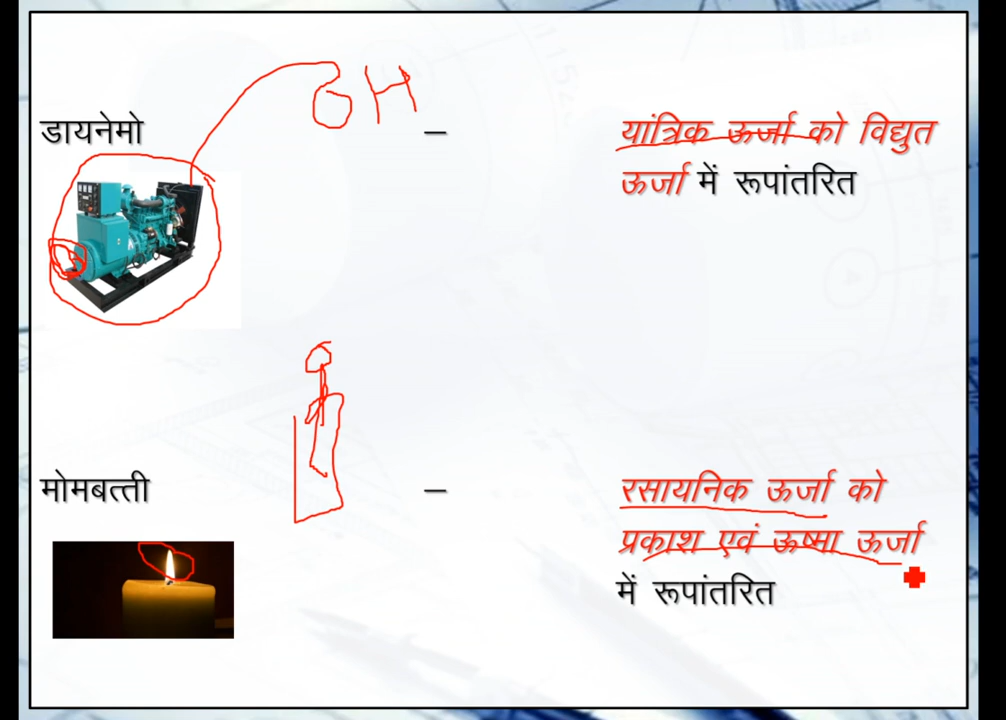 डायनेमो – यांत्रिक ऊर्जा को विद्युत
ऊर्जा में रूपांतरित
मोमबत्ती – रसायनिक ऊर्जा को
प्रकाश एवं ऊष्मा ऊर्जा
में रूपांतरित